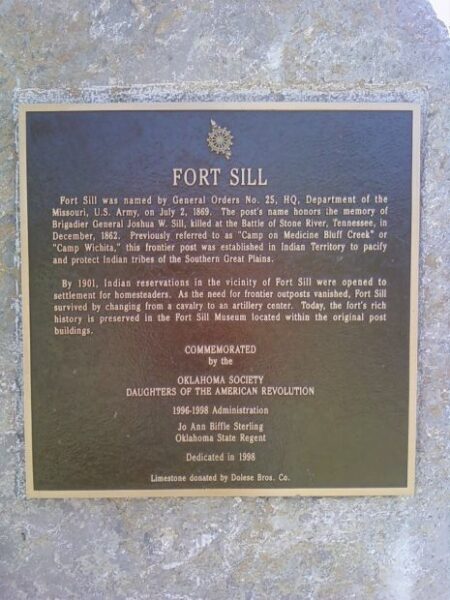 FORT SILL
Fort Sill was named by General Orders No. 25, HQ, Department of the
Missouri, U.S. Army, on July 2, 1869. The post's name honors the memory of
Brigadier General Joshua W. Sill, killed at the Battle of Stone River, Tennessee, in
December, 1862. Previously referred to as "Camp on Medicine Bluff Creek" or
"Camp Wichita," this frontier post was established in Indian Territory to pacify
and protect Indian tribes of the Southern Great Plains.
By 1901, Indian reservations in the vicinity of Fort Sill were opened to
settlement for homesteaders. As the need for frontier outposts vanished, Fort Sill
survived by changing from a cavalry to an artillery center. Today, the fort's rich
history is preserved in the Fort Sill Museum located within the original post
buildings.
COMMEMORATED
by the
OKLAHOMA SOCIETY
DAUGHTERS OF THE AMERICAN REVOLUTION
1996-1998 Administration
Jo Ann Biffle Sterling
Oklahoma State Regent
Dedicated in 1998
Limestone donated by Dolese Bros. Co.